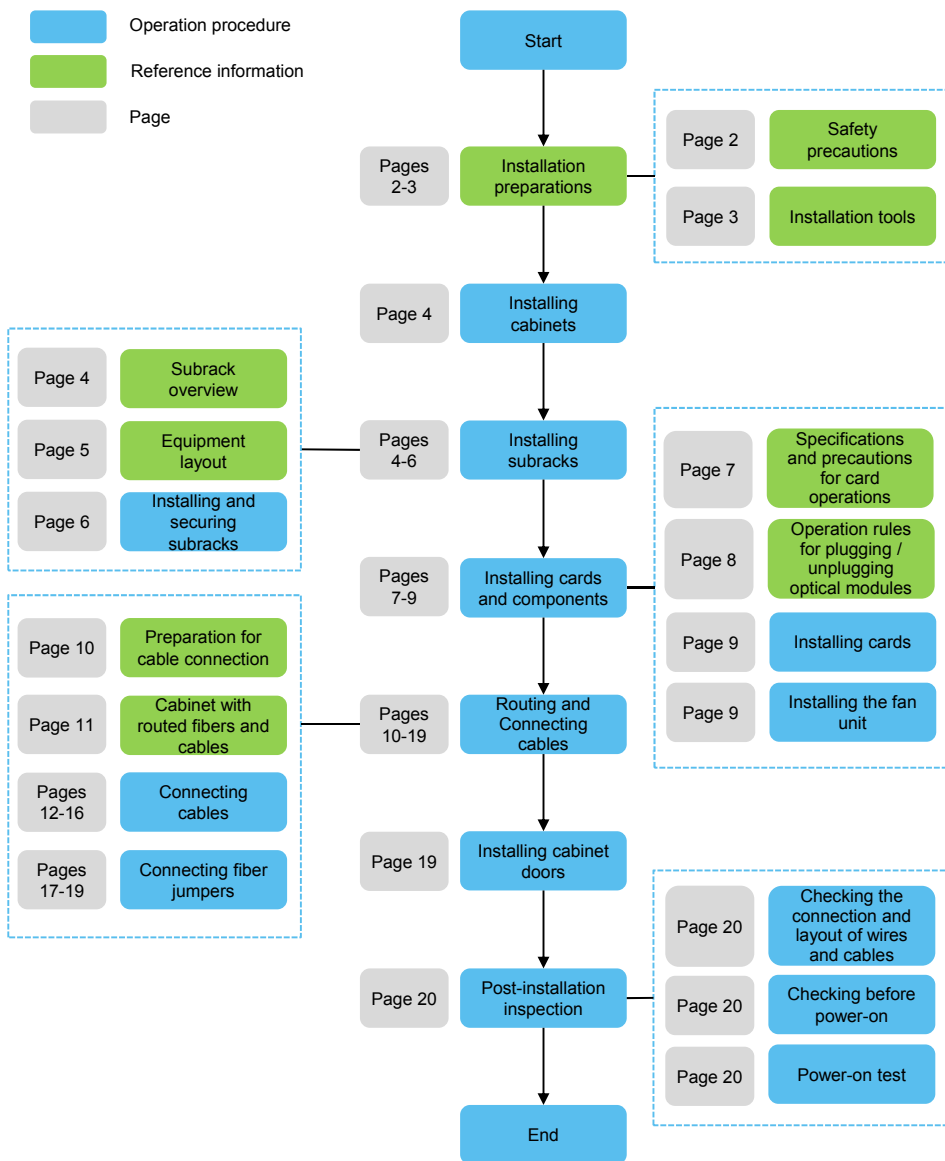 Operation procedure
Reference information
Page
Start
Pages
2-3
Installation
preparations
Page 2
Safety
precautions
Page 3
Installation tools
Page 4
Installing
cabinets
Page 4
Subrack
overview
Page 5
Equipment
layout
Page 6
Installing and
securing
subracks
Pages
4-6
Installing
subracks
Pages
7-9
Installing cards
and components
Page 7
Specifications
and precautions
for card
operations
Page 8
Operation rules
for plugging /
unplugging
optical modules
Page 9
Installing cards
Page 9
Installing the fan
unit
Page 10
Preparation for
cable connection
Page 11
Cabinet with
routed fibers and
cables
Pages
12-16
Connecting
cables
Pages
17-19
Connecting fiber
jumpers
Pages
10-19
Routing and
Connecting
cables
Page 19
Installing cabinet
doors
Page 20
Post-installation
inspection
Page 20
Checking the
connection and
layout of wires
and cables
Page 20
Checking before
power-on
Page 20
Power-on test
End